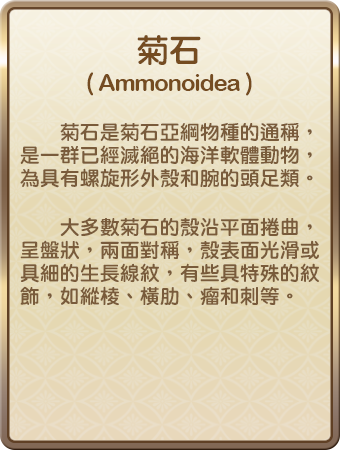 菊石
(Ammonoidea)
菊石是菊石亞綱物種的通稱，
是一群已經滅絕的海洋軟體動物，
為具有螺旋形外殼和腕的頭足類。
大多數菊石的殼沿平面捲曲，
呈盤狀，兩面對稱，殼表面光滑或
具細的生長線紋，有些具特殊的紋
飾，如縱棱、橫肋、瘤和刺等。